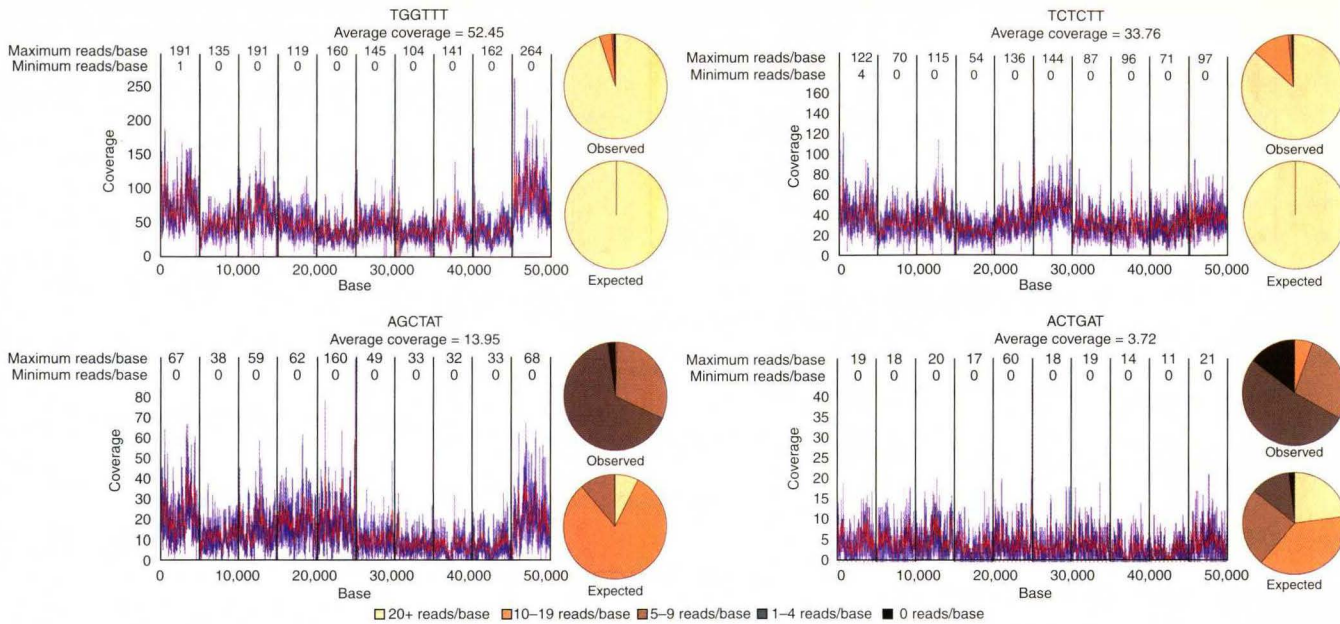 TGGTTT
Average coverage = 52.45
Maximum reads/base 191 135 191 119 160 145 104 141 162 264
Minimum reads/base 1 0 0 0 0 0 0 0 0 0
250
200
150
100
50
0
Coverage
0 10,000 20,000 30,000 40,000 50,000
Base
Observed
Expected
TCTCTT
Average coverage = 33.76
Maximum reads/base 122 70 115 54 136 144 87 96 71 97
Minimum reads/base 4 0 0 0 0 0 0 0 0 0
160
140
120
100
80
60
40
20
0
Coverage
0 10,000 20,000 30,000 40,000 50,000
Base
Observed
Expected
AGCTAT
Average coverage = 13.95
Maximum reads/base 67 38 59 62 160 49 33 32 33 68
Minimum reads/base 0 0 0 0 0 0 0 0 0 0
80
70
60
50
40
30
20
10
0
Coverage
0 10,000 20,000 30,000 40,000 50,000
Base
Observed
Expected
ACTGAT
Average coverage = 3.72
Maximum reads/base 19 18 20 17 60 18 19 14 11 21
Minimum reads/base 0 0 0 0 0 0 0 0 0 0
40
35
30
25
20
15
10
5
0
Coverage
0 10,000 20,000 30,000 40,000 50,000
Base
Observed
Expected
20+ reads/base 10–19 reads/base 5–9 reads/base 1–4 reads/base 0 reads/base